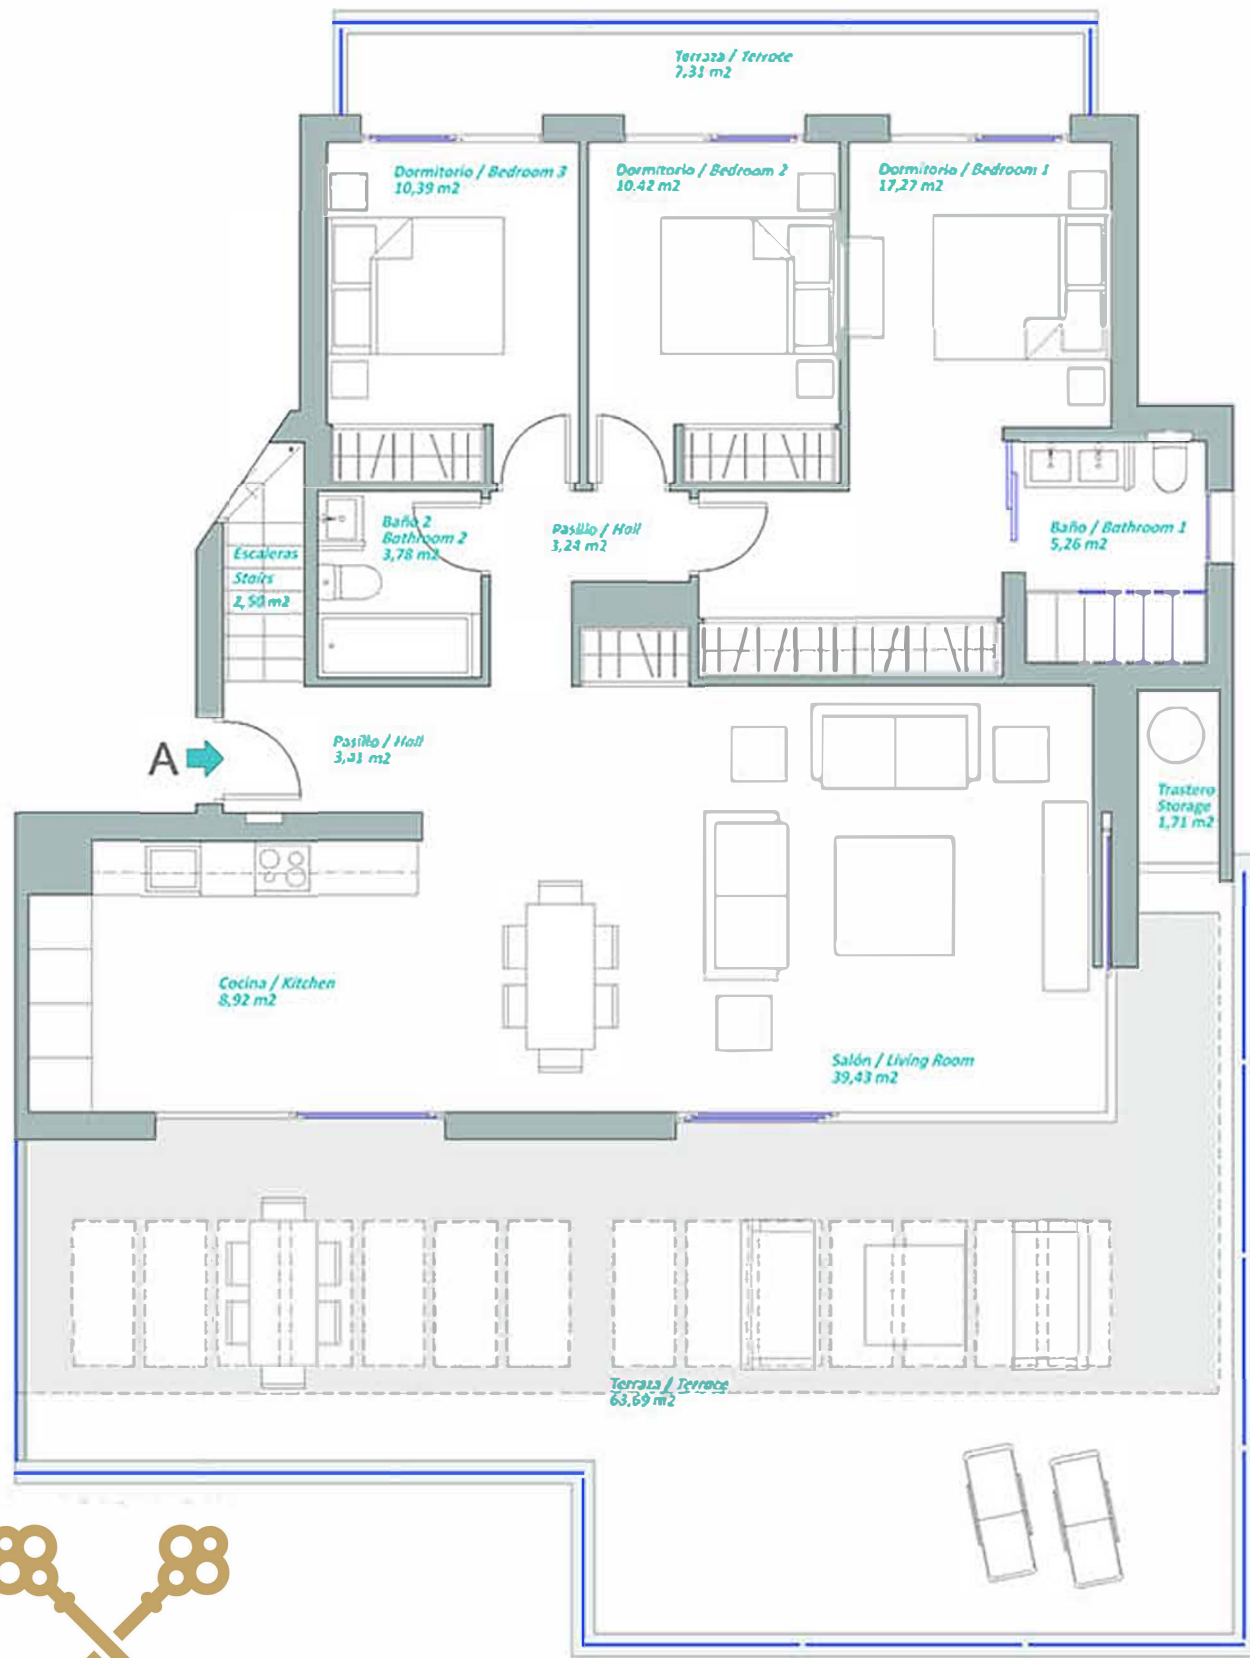 Terraza / Terrace
7,31 m2
Dormitorio / Bedroom 3
10,39 m2
Dormitorio / Bedroom 2
10.42 m2
Dormitorio / Bedroom 1
17,27 m2
Baño 2
Bathroom 2
3,78 m2
Pasillo / Hall
3,24 m2
Baño / Bathroom 1
5,26 m2
Escaleras
Stairs
2,50 m2
A
Pasillo / Hall
m2
Trastero
Storage
1,71 m2
Cocina / Kitchen
8,92 m2
Salón / Living Room
39,43 m2
Terraza / Terrace
63,69 m2